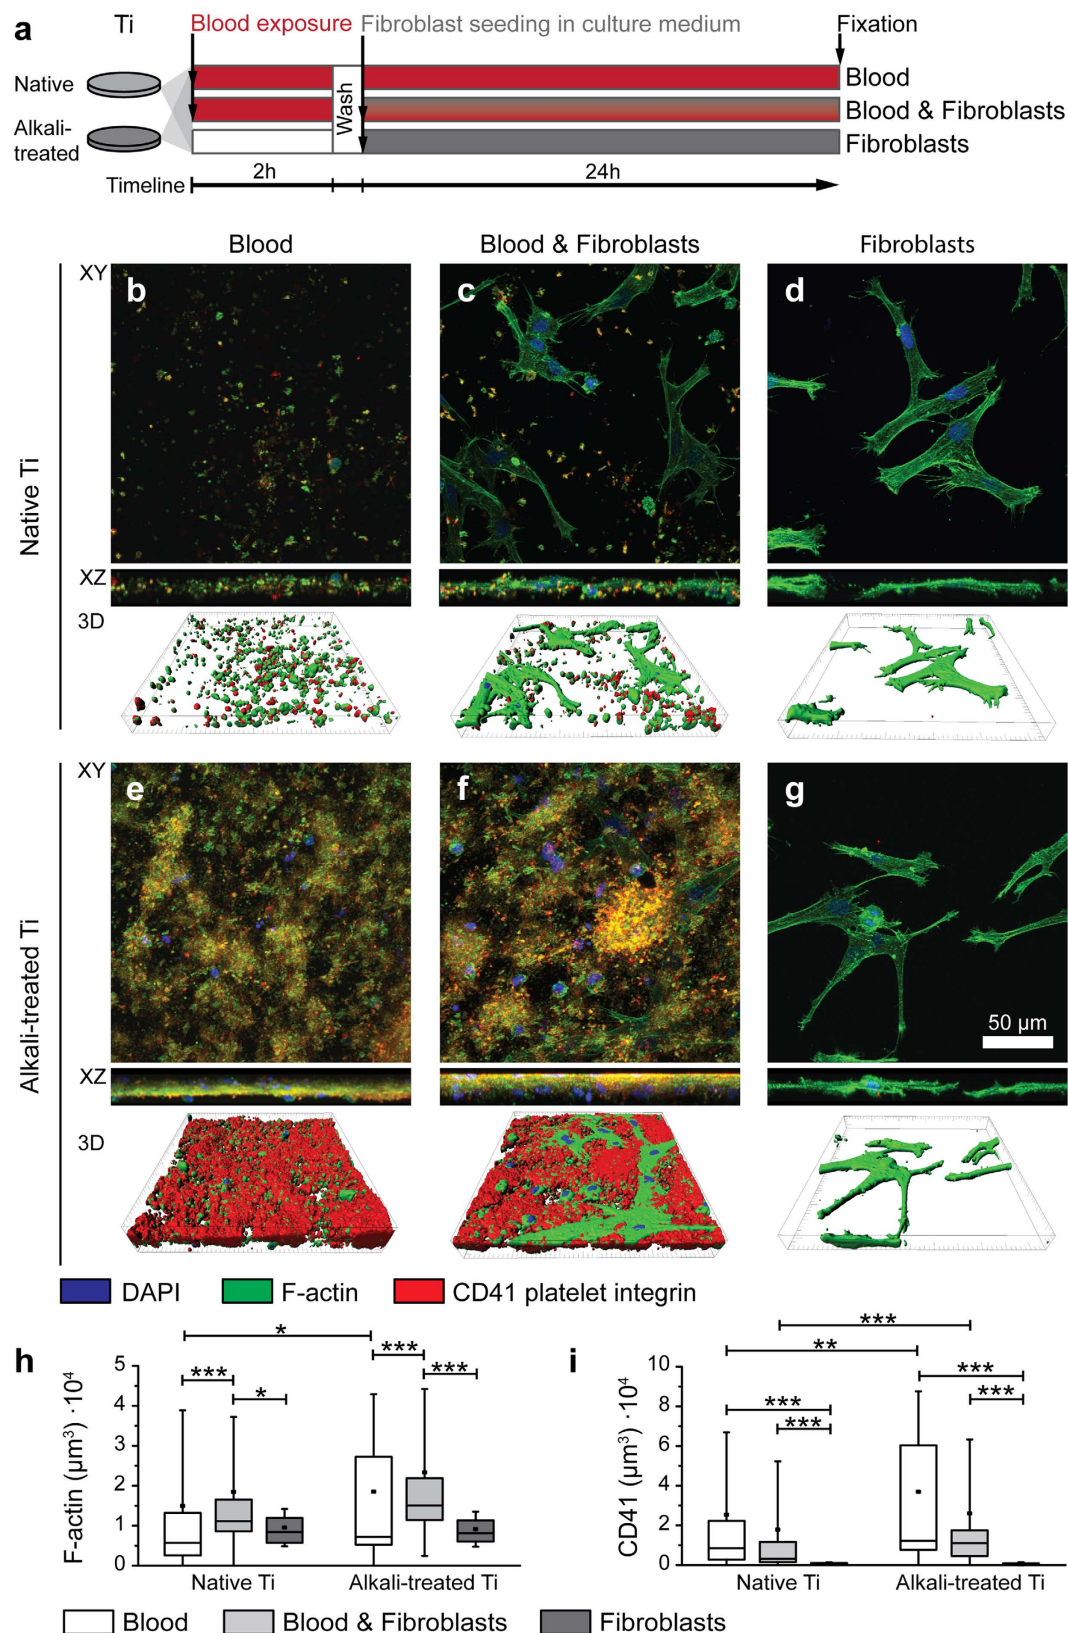 a
Ti
Blood exposure
Fibroblast seeding in culture medium
Fixation
Native
Alkali-
treated
Wash
Blood
Blood & Fibroblasts
Fibroblasts
Timeline
2h
24h
Blood
Blood & Fibroblasts
Fibroblasts
Native Ti
XY
b
c
d
XZ
3D
Alkali-treated Ti
XY
e
f
g
50 µm
XZ
3D
DAPI
F-actin
CD41 platelet integrin
h
F-actin (µm³) ·10⁴
5
4
3
2
1
0
*
***
*
***
***
Native Ti
Alkali-treated Ti
i
CD41 (µm³) ·10⁴
10
8
6
4
2
0
***
**
***
***
***
***
Native Ti
Alkali-treated Ti
Blood
Blood & Fibroblasts
Fibroblasts